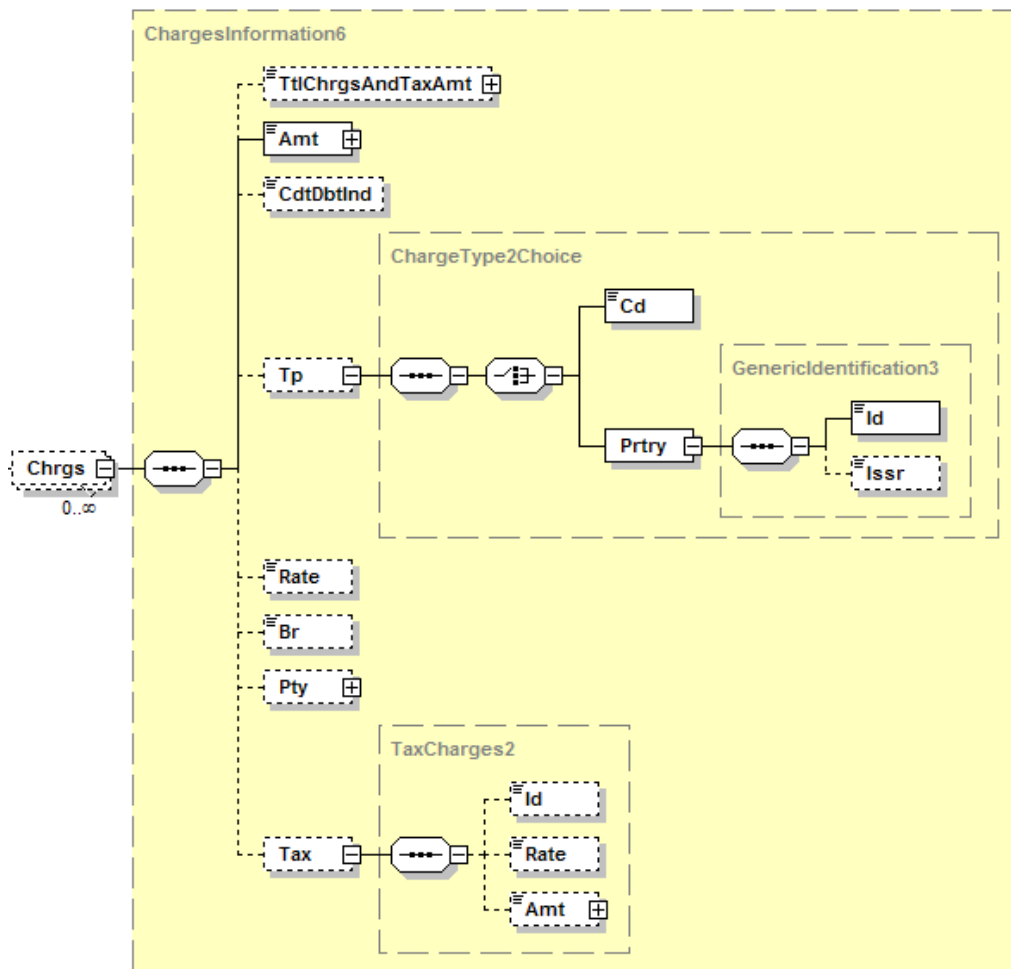 ChargesInformation6
TtlChrgsAndTaxAmt
Amt
CdtDbtInd
ChargeType2Choice
Cd
GenericIdentification3
Tp
Id
Prtry
Issr
Chrgs
0..∞
Rate
Br
Pty
TaxCharges2
Id
Tax
Rate
Amt